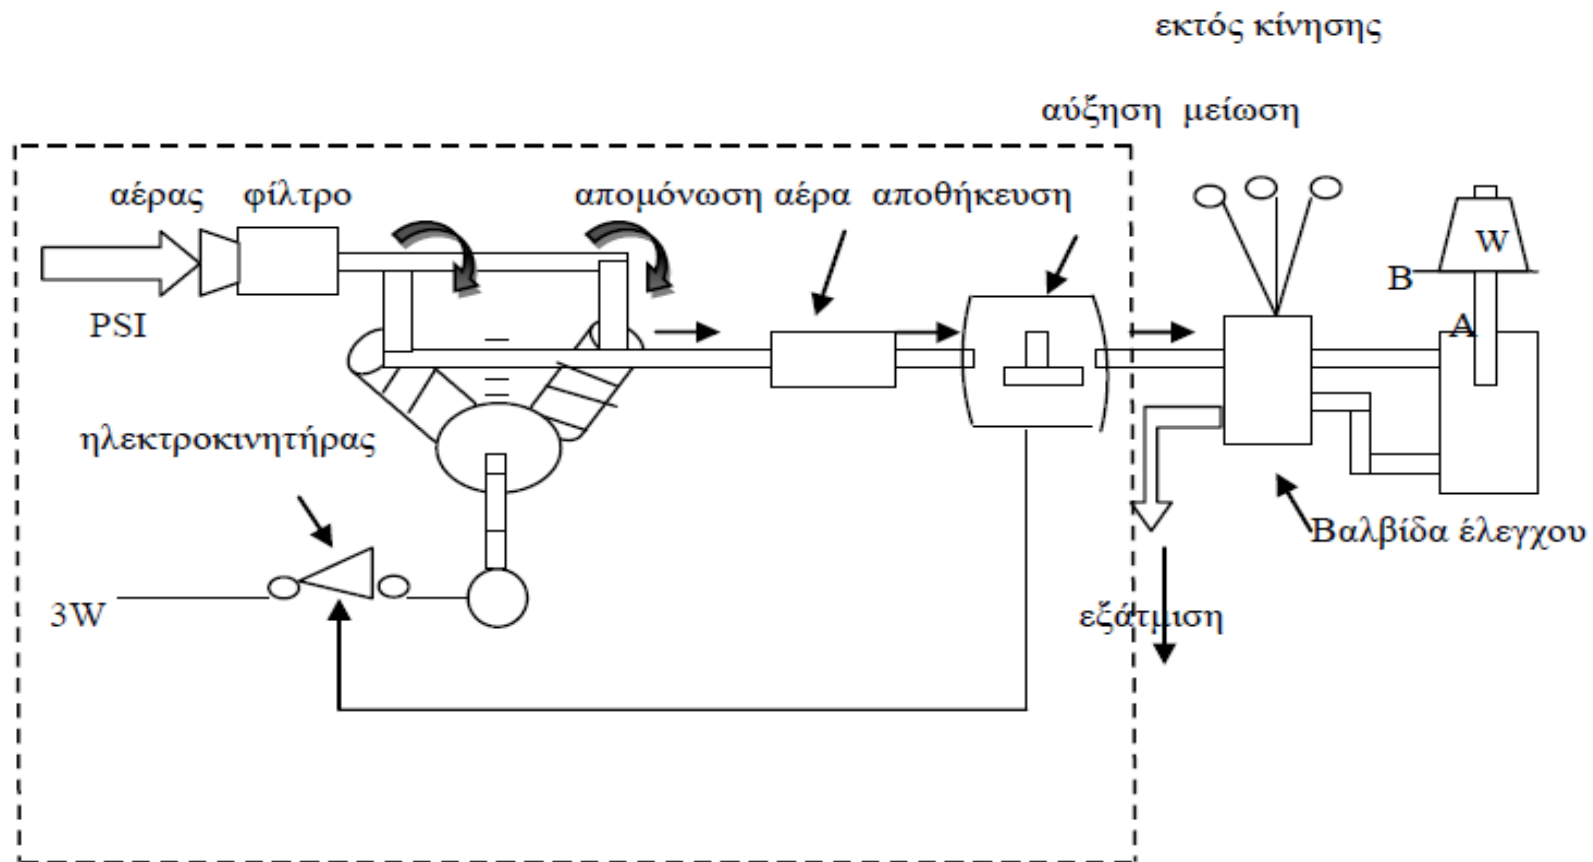 εκτός κίνησης
αύξηση μείωση
αέρας φίλτρο απομόνωση αέρα αποθήκευση
W
B
PSI
A
ηλεκτροκινητήρας
Βαλβίδα έλεγχου
3W
εξάτμιση